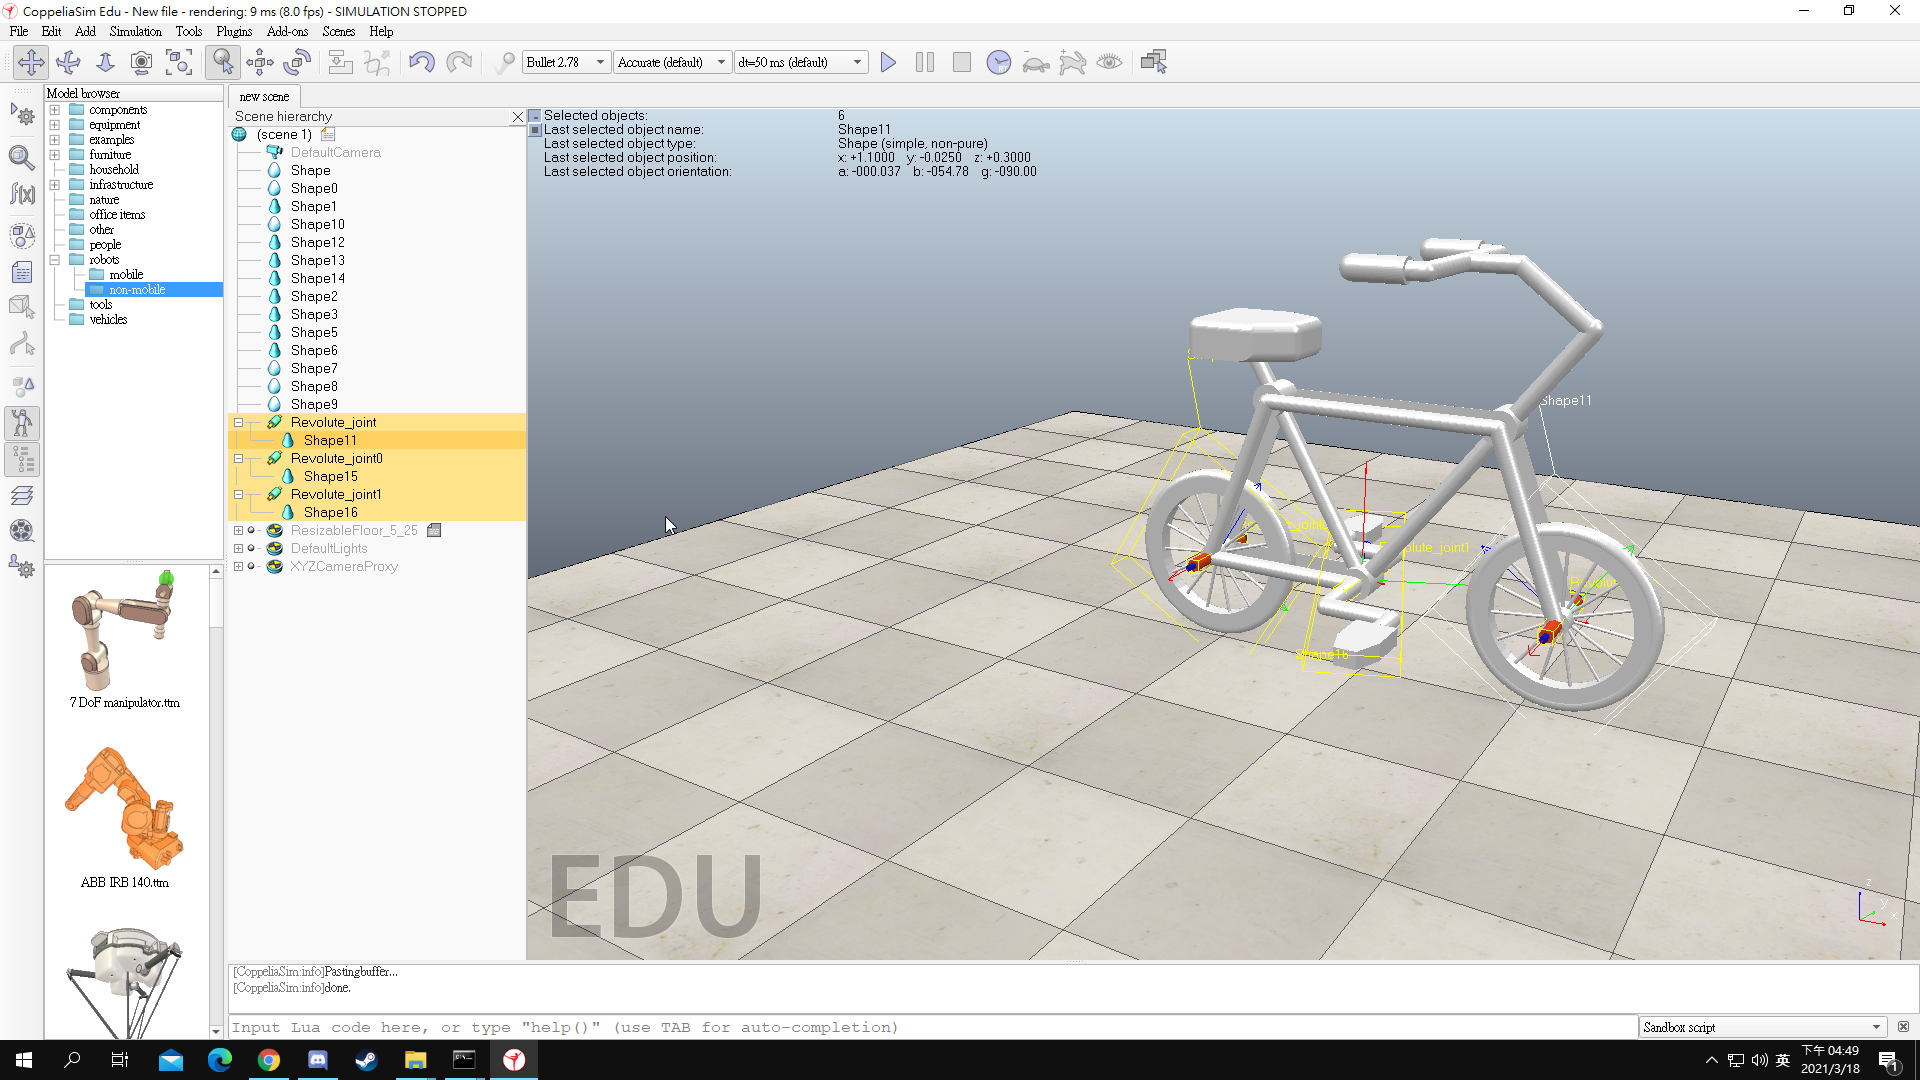 CoppeliaSim Edu - New file - rendering: 9 ms (8.0 fps) - SIMULATION STOPPED
File Edit Add Simulation Tools Plugins Add-ons Scenes Help
Bullet 2.78 Accurate (default) dt=50 ms (default)
Model browser
components
equipment
examples
furniture
household
infrastructure
nature
office items
other
people
robots
mobile
non-mobile
tools
vehicles
7 DoF manipulator.ttm
ABB IRB 140.ttm
new scene
Scene hierarchy
(scene 1)
DefaultCamera
Shape
Shape0
Shape1
Shape10
Shape12
Shape13
Shape14
Shape2
Shape3
Shape5
Shape6
Shape7
Shape8
Shape9
Revolute_joint
Shape11
Revolute_joint0
Shape15
Revolute_joint1
Shape16
ResizableFloor_5_25
DefaultLights
XYZCameraProxy
Selected objects: 6
Last selected object name: Shape11
Last selected object type: Shape (simple, non-pure)
Last selected object position: x: +1.1000 y: -0.0250 z: +0.3000
Last selected object orientation: a: -000.037 b: -054.78 g: -090.00
Shape11
EDU
z
y
x
[CoppeliaSim:info]Pastingbuffer...
[CoppeliaSim:info]done.
Input Lua code here, or type "help()" (use TAB for auto-completion)
Sandbox script
英
下午 04:49
2021/3/18
1